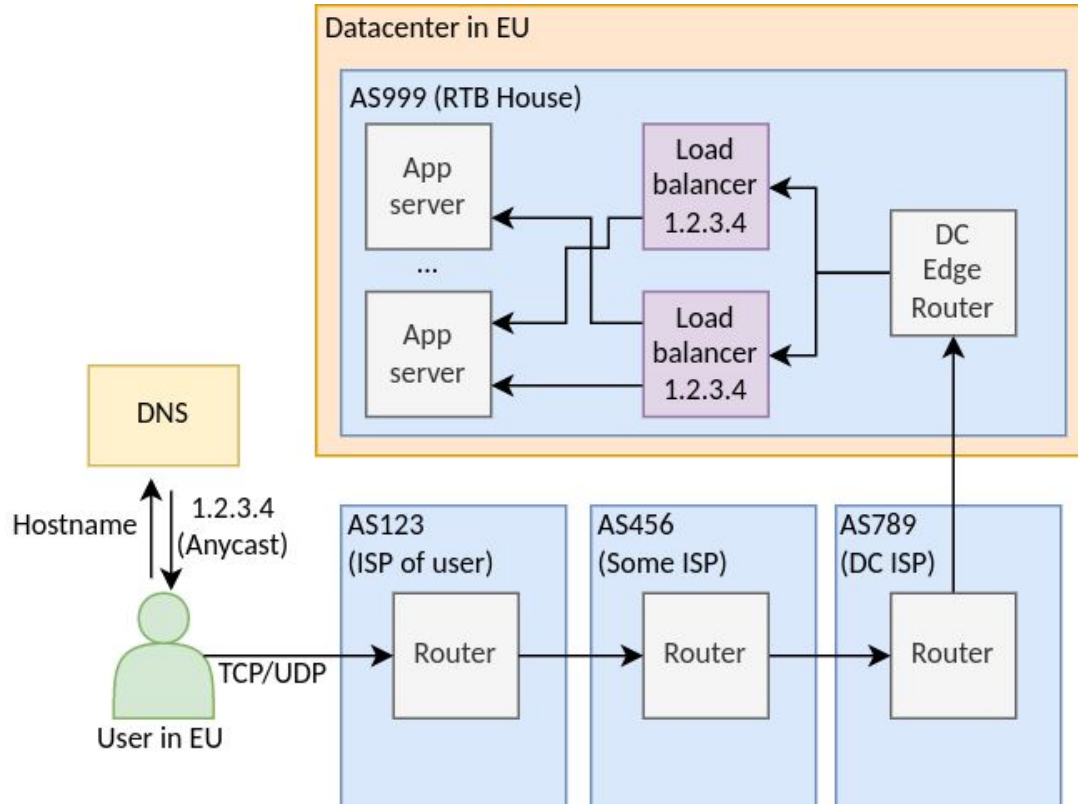 Datacenter in EU
AS999 (RTB House)
App
server
Load
balancer
1.2.3.4
DC
Edge
Router
...
App
server
Load
balancer
1.2.3.4
DNS
Hostname
1.2.3.4
(Anycast)
User in EU
TCP/UDP
AS123
(ISP of user)
Router
AS456
(Some ISP)
Router
AS789
(DC ISP)
Router